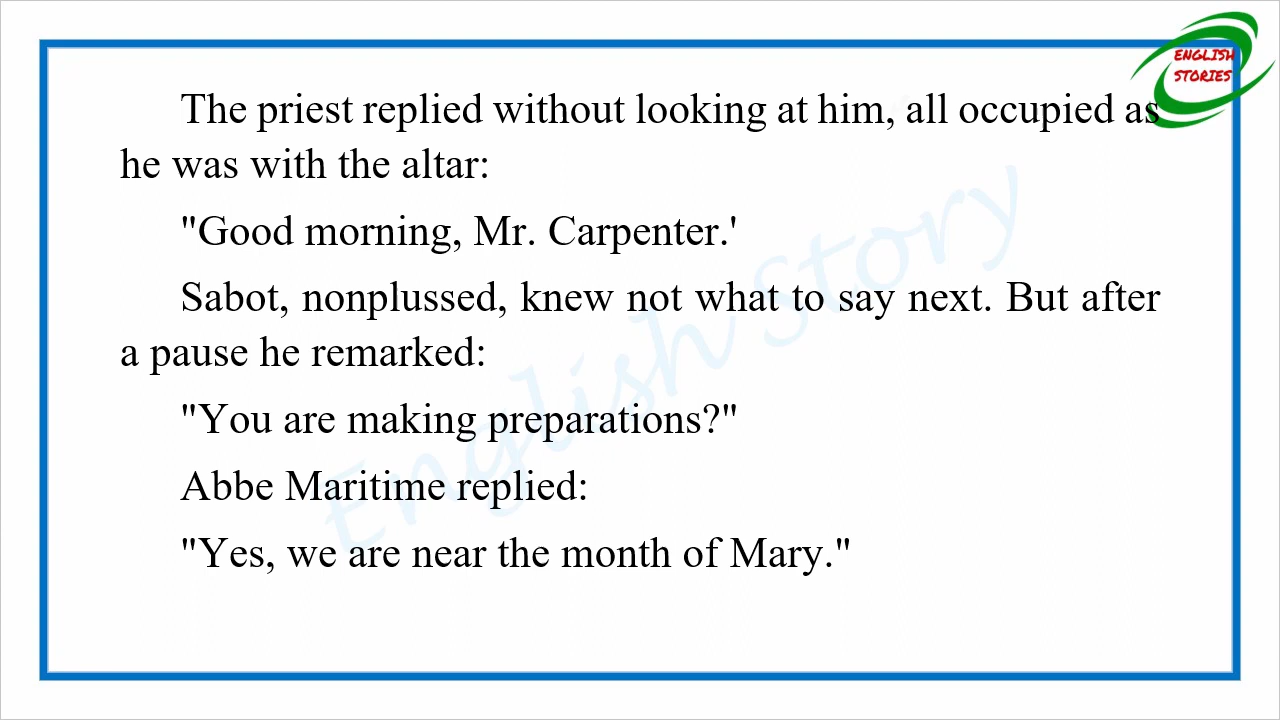 ENGLISH
STORIES
The priest replied without looking at him, all occupied as
he was with the altar:
"Good morning, Mr. Carpenter.'
Sabot, nonplussed, knew not what to say next. But after
a pause he remarked:
"You are making preparations?"
Abbe Maritime replied:
"Yes, we are near the month of Mary."
English Story